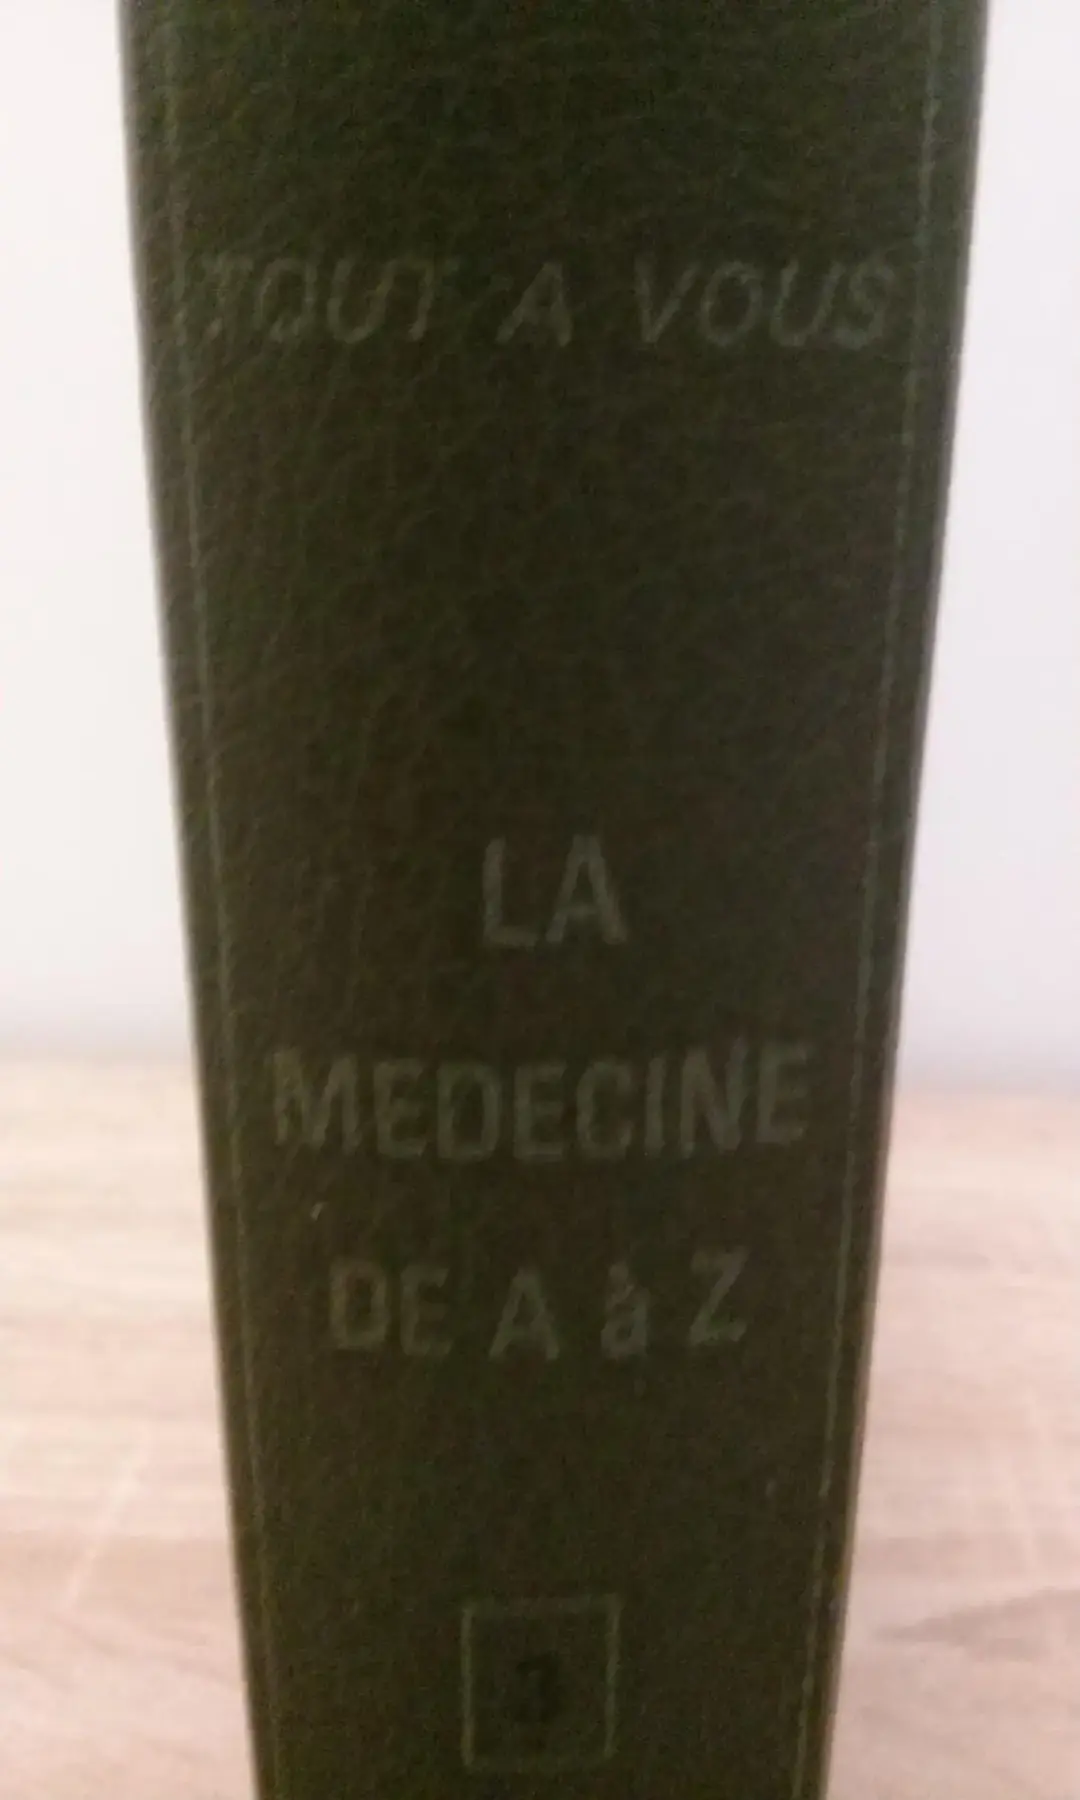 TOUT A VOUS
LA
MEDECINE
DE A à Z